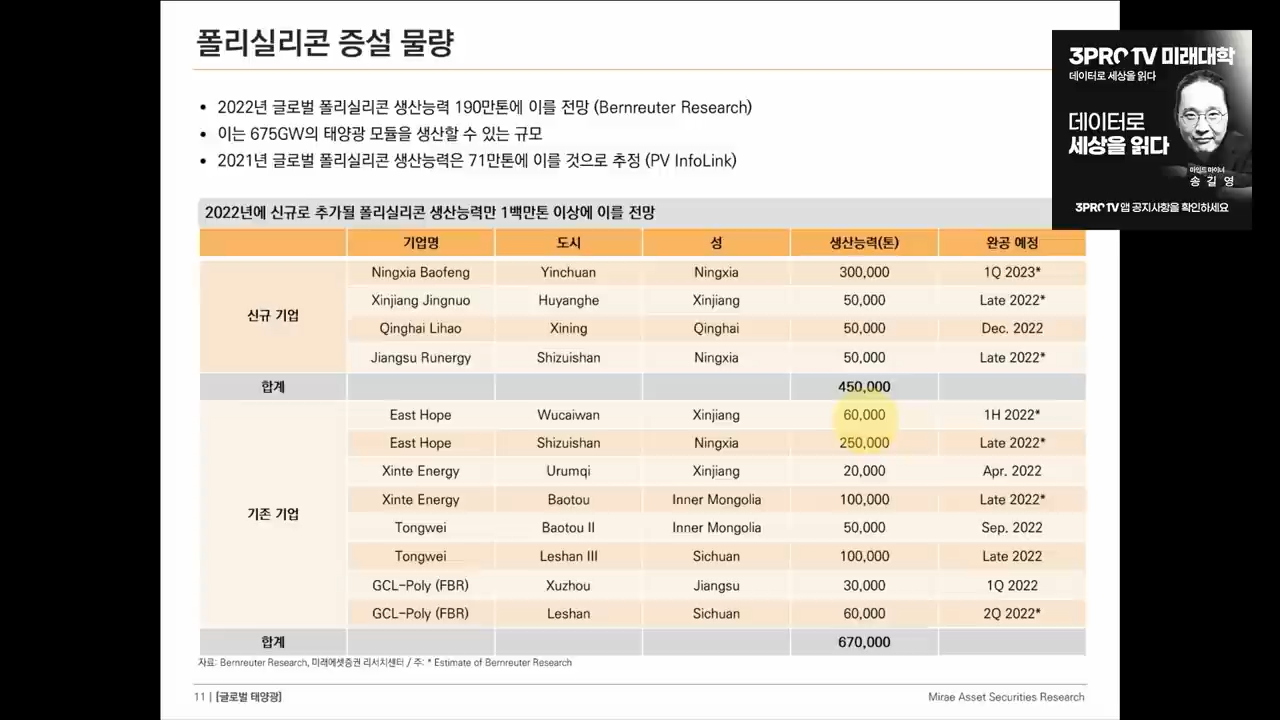 폴리실리콘 증설 물량
• 2022년 글로벌 폴리실리콘 생산능력 190만톤에 이를 전망 (Bernreuter Research)
• 이는 675GW의 태양광 모듈을 생산할 수 있는 규모
• 2021년 글로벌 폴리실리콘 생산능력은 71만톤에 이를 것으로 추정 (PV InfoLink)
3PRO TV 미래대학
데이터로 세상을 읽다
데이터로
세상을 읽다
마인드 마이너
송길영
3PRO TV 앱 공지사항을 확인하세요
2022년에 신규로 추가될 폴리실리콘 생산능력만 1백만톤 이상에 이를 전망
기업명 도시 성 생산능력(톤) 완공 예정
신규 기업
Ningxia Baofeng Yinchuan Ningxia 300,000 1Q 2023*
Xinjiang Jingnuo Huyanghe Xinjiang 50,000 Late 2022*
Qinghai Lihao Xining Qinghai 50,000 Dec. 2022
Jiangsu Runergy Shizuishan Ningxia 50,000 Late 2022*
합계 450,000
기존 기업
East Hope Wucaiwan Xinjiang 60,000 1H 2022*
East Hope Shizuishan Ningxia 250,000 Late 2022*
Xinte Energy Urumqi Xinjiang 20,000 Apr. 2022
Xinte Energy Baotou Inner Mongolia 100,000 Late 2022*
Tongwei Baotou II Inner Mongolia 50,000 Sep. 2022
Tongwei Leshan III Sichuan 100,000 Late 2022
GCL-Poly (FBR) Xuzhou Jiangsu 30,000 1Q 2022
GCL-Poly (FBR) Leshan Sichuan 60,000 2Q 2022*
합계 670,000
자료: Bernreuter Research, 미래에셋증권 리서치센터 / 주: * Estimate of Bernreuter Research
11 | [글로벌 태양광]
Mirae Asset Securities Research